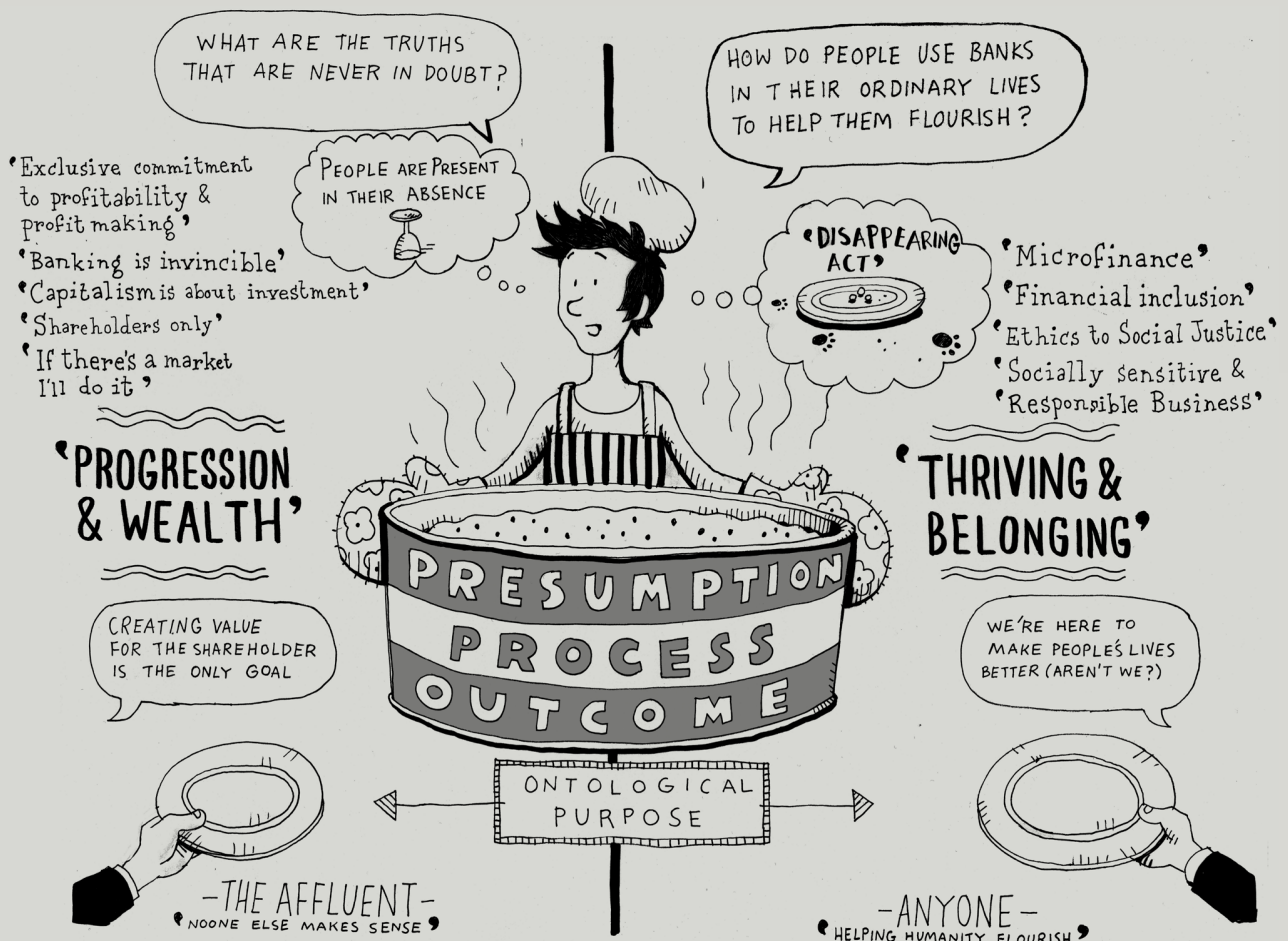 WHAT ARE THE TRUTHS
THAT ARE NEVER IN DOUBT?
HOW DO PEOPLE USE BANKS
IN THEIR ORDINARY LIVES
TO HELP THEM FLOURISH?
PEOPLE ARE PRESENT
IN THEIR ABSENCE
'Exclusive commitment
to profitability &
profit making'
'Banking is invincible'
'Capitalism is about investment'
'Shareholders only'
'If there's a market
I'll do it'
'DISAPPEARING
ACT'
'Microfinance'
'Financial inclusion'
'Ethics to Social Justice'
'Socially sensitive &
'Responsible Business'
'PROGRESSION
& WEALTH'
'THRIVING &
BELONGING'
PRESUMPTION
PROCESS
OUTCOME
CREATING VALUE
FOR THE SHAREHOLDER
IS THE ONLY GOAL
WE'RE HERE TO
MAKE PEOPLE'S LIVES
BETTER (AREN'T WE?)
ONTOLOGICAL
PURPOSE
-THE AFFLUENT-
'NOONE ELSE MAKES SENSE'
-ANYONE-
'HELPING HUMANITY FLOURISH'